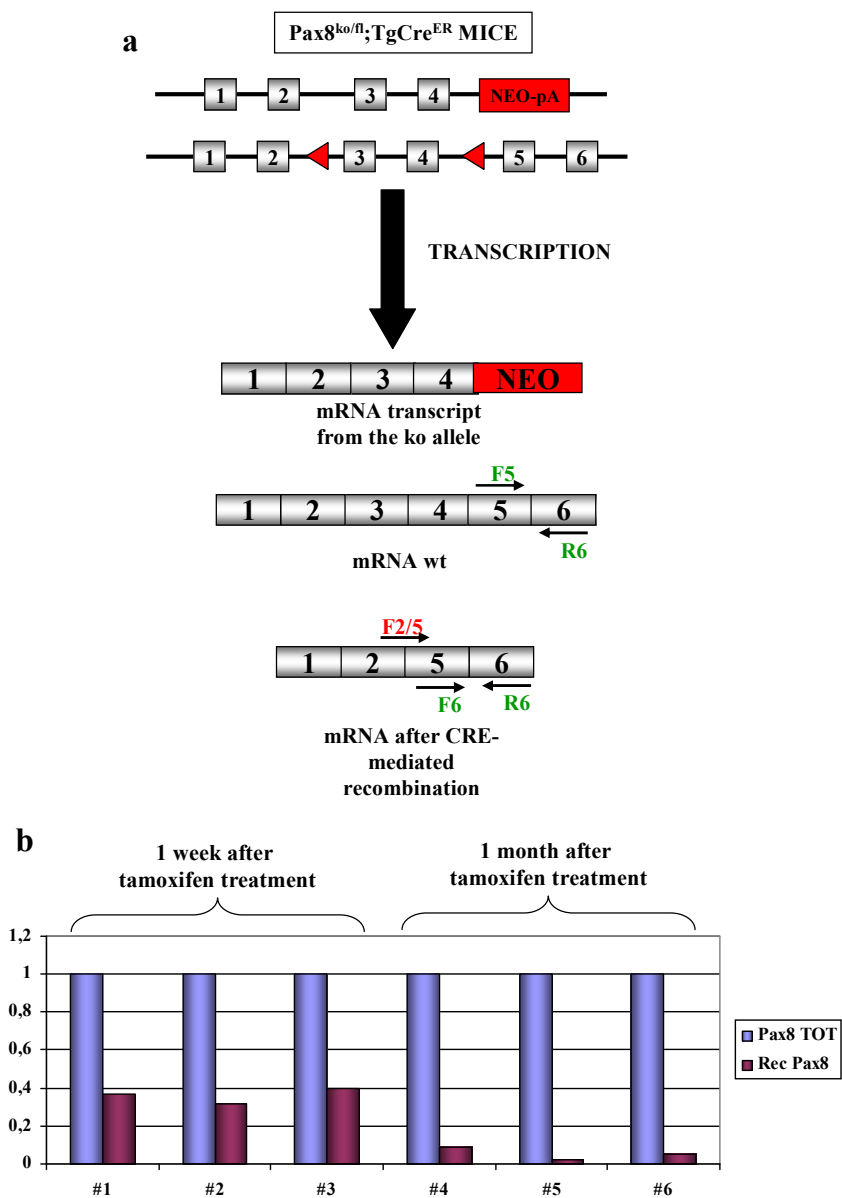 a
Pax8ko/fl;TgCreER MICE
1 2 3 4 NEO-pA
1 2 3 4 5 6
TRANSCRIPTION
1 2 3 4 NEO
mRNA transcript
from the ko allele
F5
1 2 3 4 5 6
R6
mRNA wt
F2/5
1 2 5 6
F6 R6
mRNA after CRE-
mediated
recombination
b
1 week after
tamoxifen treatment
1 month after
tamoxifen treatment
1,2
1
0,8
0,6
0,4
0,2
0
#1 #2 #3 #4 #5 #6
Pax8 TOT
Rec Pax8